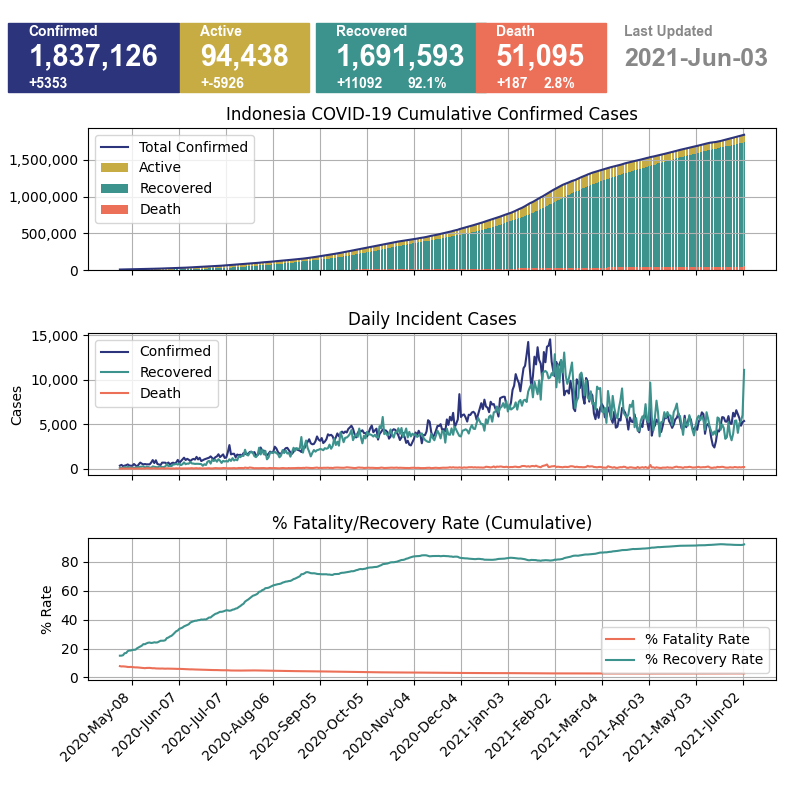 Confirmed Active Recovered Death Last Updated
1,837,126 94,438 1,691,593 51,095 2021-Jun-03
+5353 +-5926 +11092 92.1% +187 2.8%
Indonesia COVID-19 Cumulative Confirmed Cases
Total Confirmed
Active
Recovered
Death
1,500,000
1,000,000
500,000
0
Daily Incident Cases
Confirmed
Recovered
Death
15,000
10,000
5,000
0
Cases
% Fatality/Recovery Rate (Cumulative)
80
60
40
20
0
% Rate
% Fatality Rate
% Recovery Rate
2020-May-08
2020-Jun-07
2020-Jul-07
2020-Aug-06
2020-Sep-05
2020-Oct-05
2020-Nov-04
2020-Dec-04
2021-Jan-03
2021-Feb-02
2021-Mar-04
2021-Apr-03
2021-May-03
2021-Jun-02